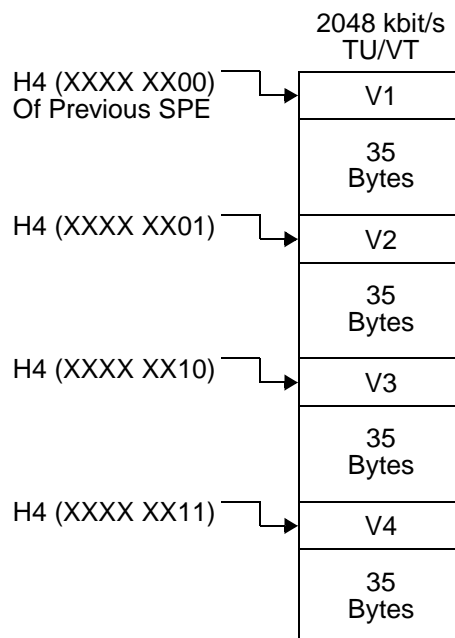 2048 kbit/s
TU/VT
H4 (XXXX XX00)
Of Previous SPE
V1
35
Bytes
H4 (XXXX XX01)
V2
35
Bytes
H4 (XXXX XX10)
V3
35
Bytes
H4 (XXXX XX11)
V4
35
Bytes